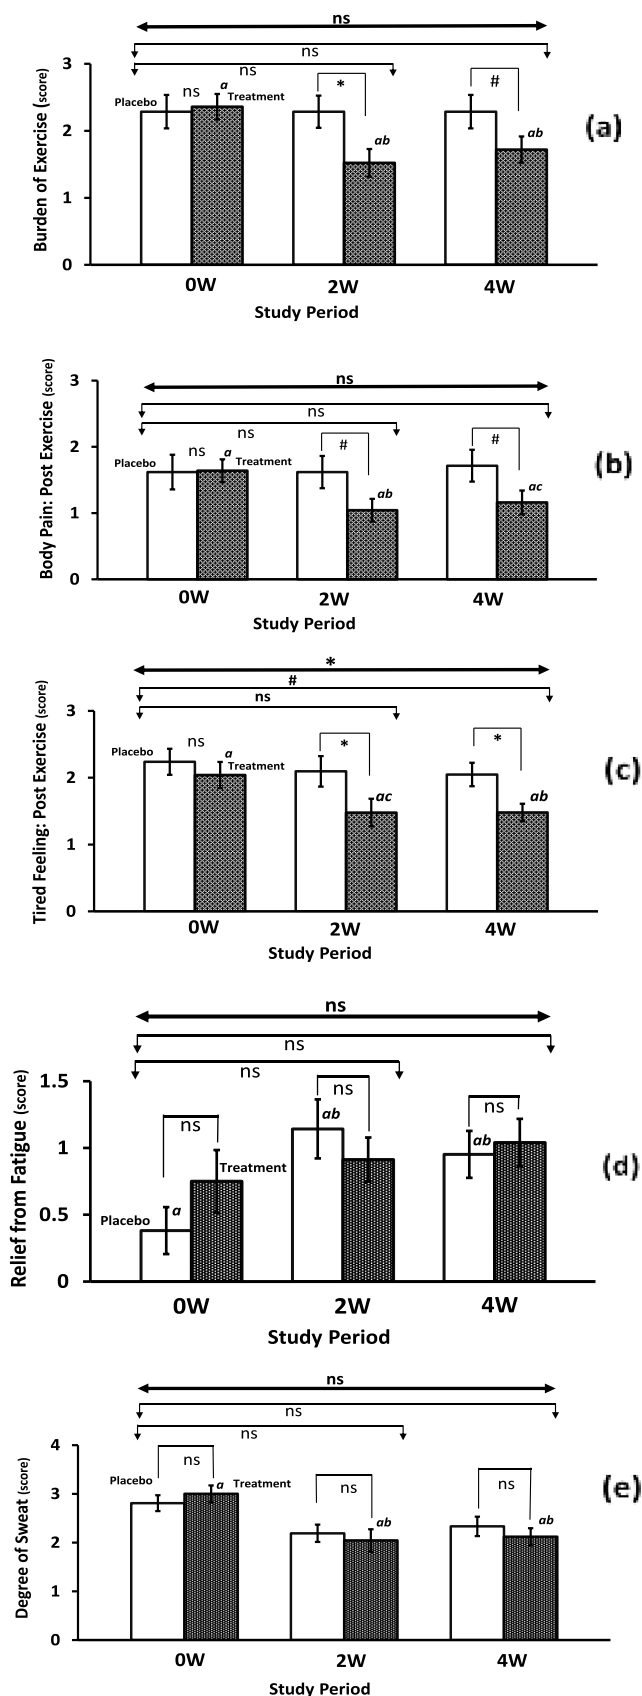 ns
ns
ns
3
Placebo ns a Treatment * ab # ab
(a)
2
1
0
Burden of Exercise (score)
0W 2W 4W
Study Period
ns
ns
ns
3
Placebo ns a Treatment # ab # ac
(b)
2
1
0
Body Pain: Post Exercise (score)
0W 2W 4W
Study Period
*
#
ns
3
Placebo ns a Treatment * ac * ab
(c)
2
1
0
Tired Feeling: Post Exercise (score)
0W 2W 4W
Study Period
ns
ns
ns
1.5
ns ns ns
Placebo a Treatment ab ab
(d)
1
0.5
0
Relief from Fatigue (score)
0W 2W 4W
Study Period
ns
ns
ns
4
Placebo ns a Treatment ns ab ns ab
(e)
3
2
1
0
Degree of Sweat (score)
0W 2W 4W
Study Period